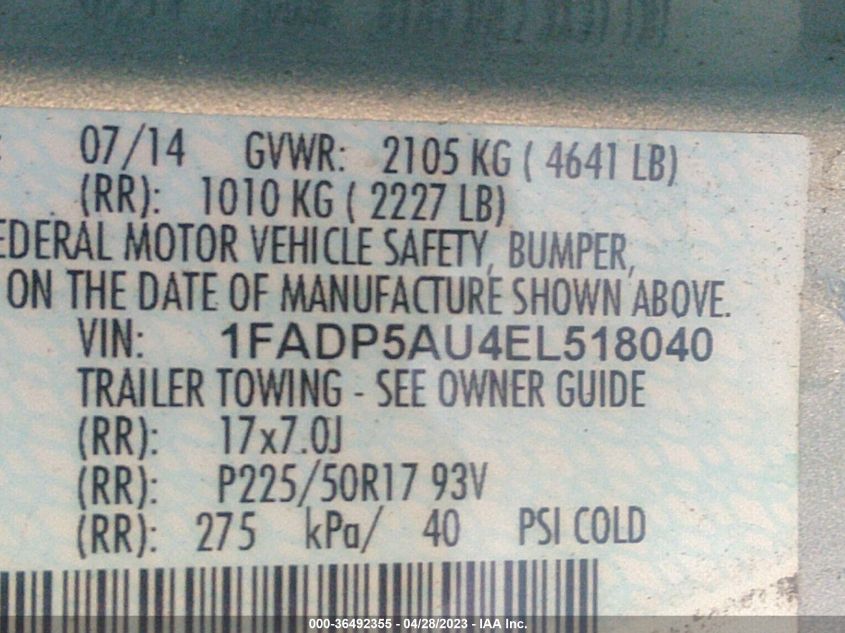 07/14 GVWR: 2105 KG ( 4641 LB)
(RR): 1010 KG ( 2227 LB)
EDERAL MOTOR VEHICLE SAFETY, BUMPER,
ON THE DATE OF MANUFACTURE SHOWN ABOVE.
VIN: 1FADP5AU4EL518040
TRAILER TOWING - SEE OWNER GUIDE
(RR): 17x7.0J
(RR): P225/50R17 93V
(RR): 275 kPa/ 40 PSI COLD
000-36492355 - 04/28/2023 - IAA Inc.